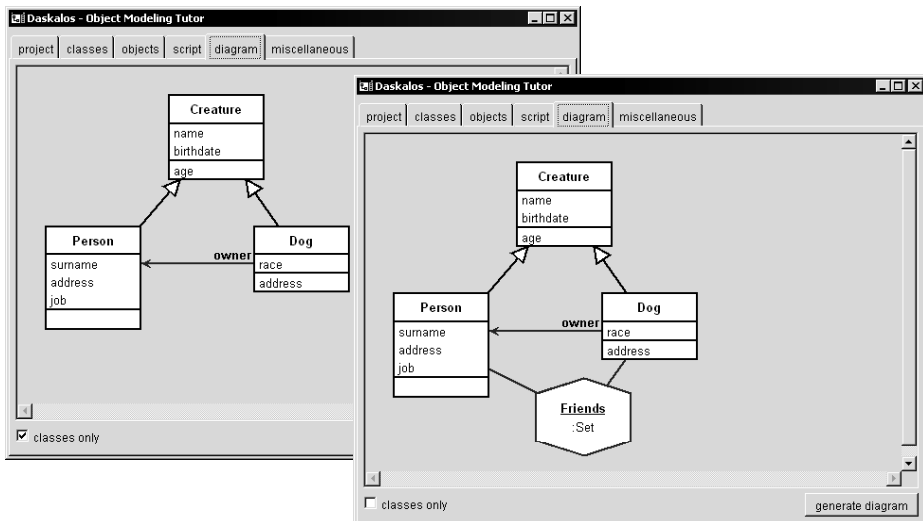 Daskalos - Object Modeling Tutor
project classes objects script diagram miscellaneous
Creature
name
birthdate
age
Person
surname
address
job
owner
Dog
race
address
classes only
Daskalos - Object Modeling Tutor
project classes objects script diagram miscellaneous
Creature
name
birthdate
age
Person
surname
address
job
owner
Dog
race
address
Friends
:Set
classes only
generate diagram